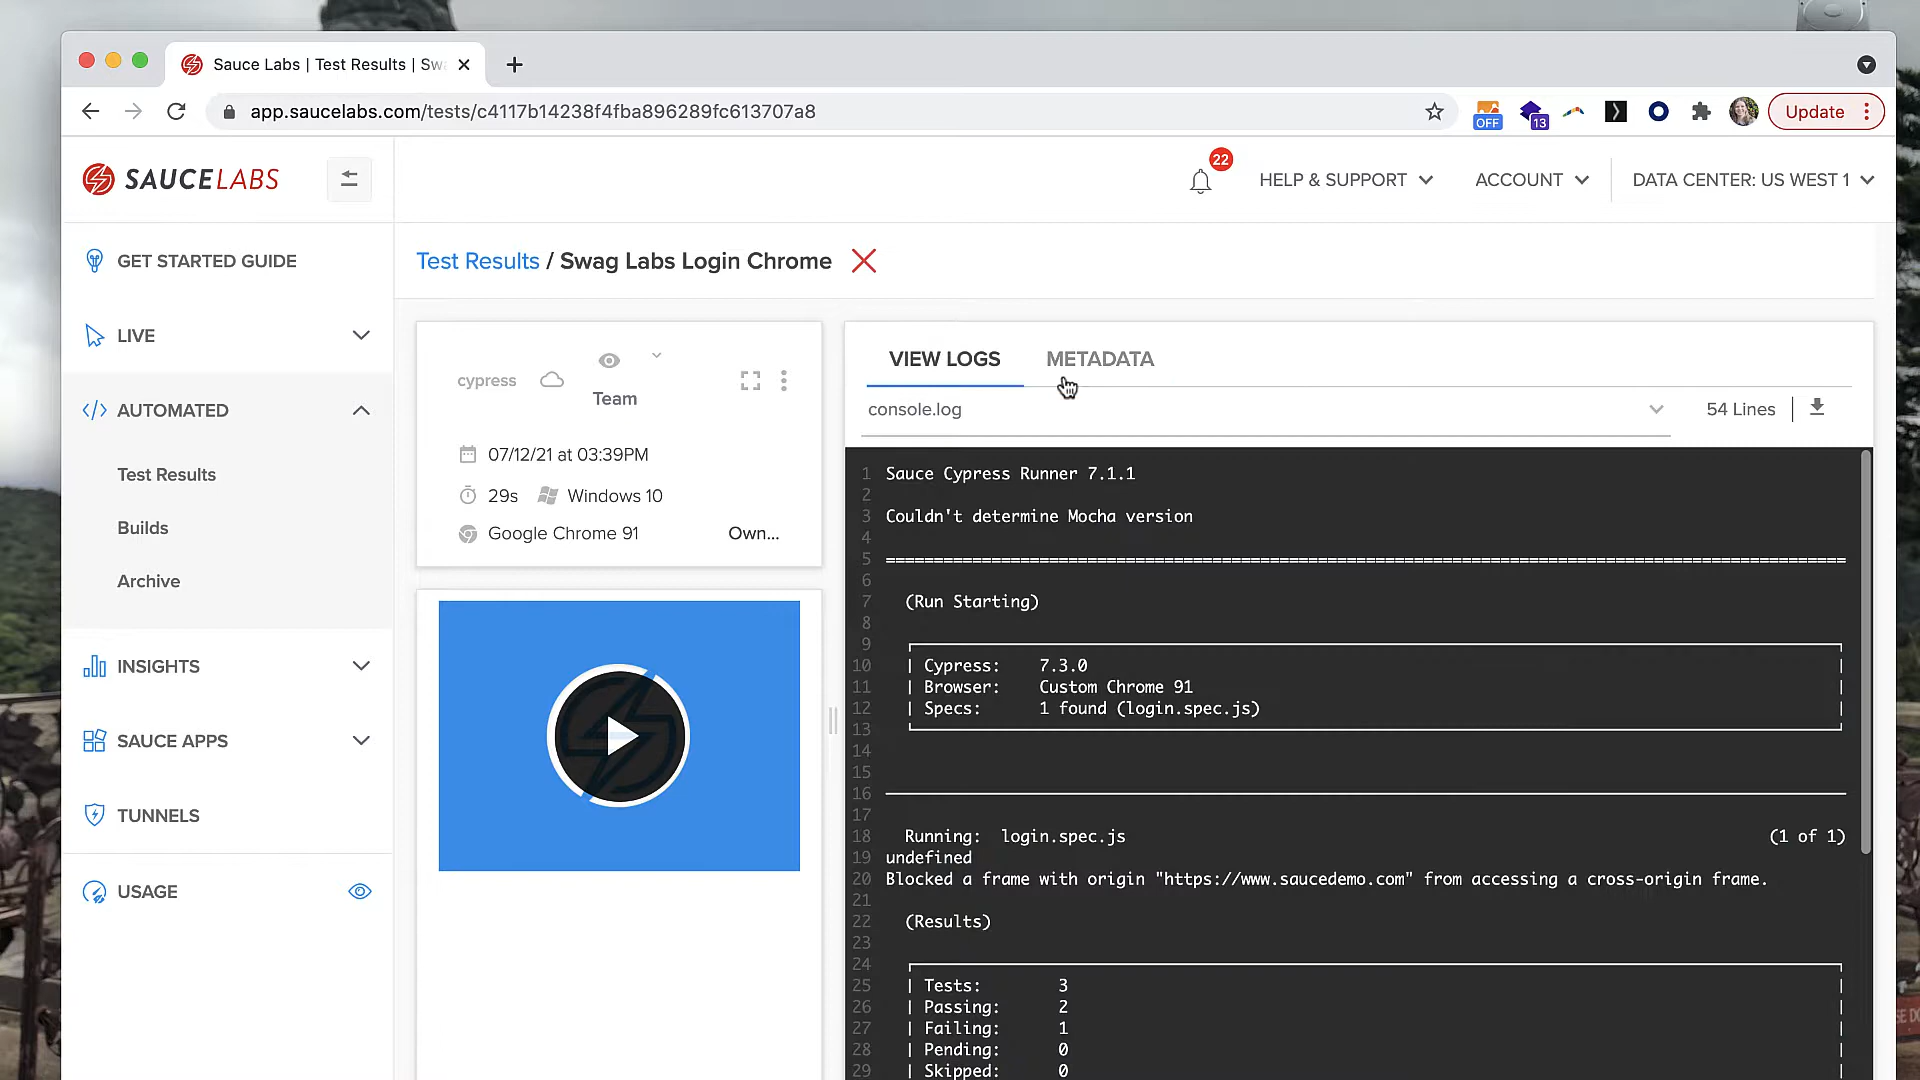 Sauce Labs | Test Results | Sw
app.saucelabs.com/tests/c4117b14238f4fba896289fc613707a8
OFF
13
Update
SAUCELABS
22
HELP & SUPPORT
ACCOUNT
DATA CENTER: US WEST 1
GET STARTED GUIDE
LIVE
AUTOMATED
Test Results
Builds
Archive
INSIGHTS
SAUCE APPS
TUNNELS
USAGE
Test Results / Swag Labs Login Chrome
cypress
Team
07/12/21 at 03:39PM
29s Windows 10
Google Chrome 91 Own...
VIEW LOGS METADATA
console.log 54 Lines
1 Sauce Cypress Runner 7.1.1
2
3 Couldn't determine Mocha version
4
5 ====================================================================================================
6
7 (Run Starting)
8
9
10 | Cypress: 7.3.0 |
11 | Browser: Custom Chrome 91 |
12 | Specs: 1 found (login.spec.js) |
13
14
15
16
17
18 Running: login.spec.js (1 of 1)
19 undefined
20 Blocked a frame with origin "https://www.saucedemo.com" from accessing a cross-origin frame.
21
22 (Results)
23
24
25 | Tests: 3 |
26 | Passing: 2 |
27 | Failing: 1 |
28 | Pending: 0 |
29 | Skipped: 0 |